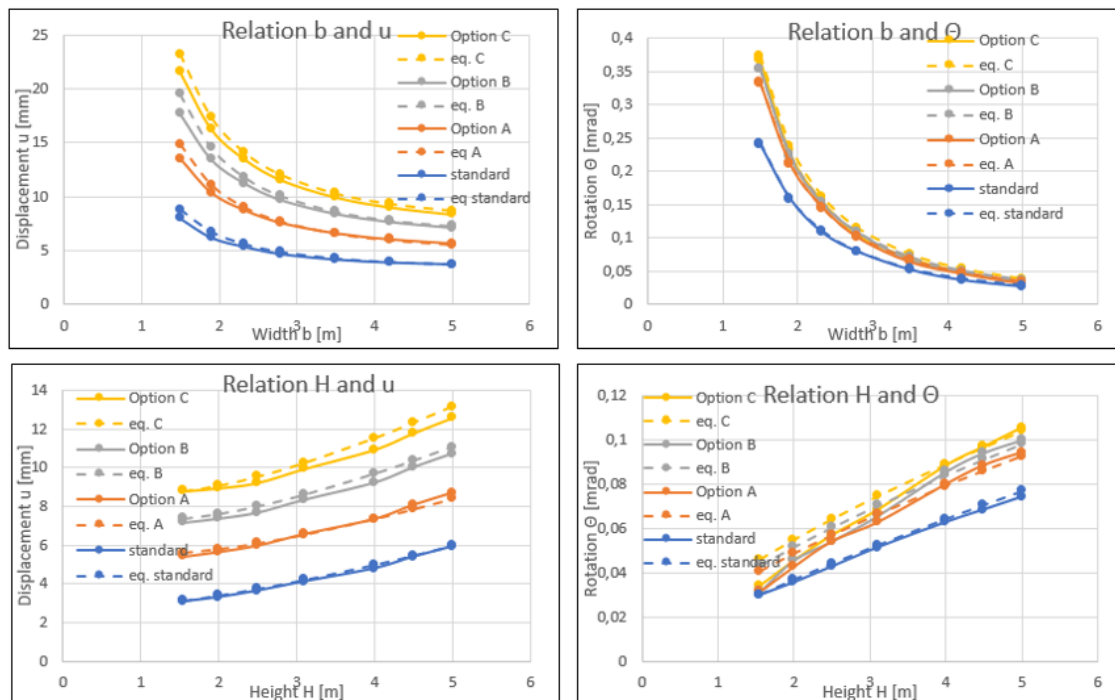 Relation b and u
Displacement u [mm]
25
20
15
10
5
0
0 1 2 3 4 5 6
Width b [m]
Option C
eq. C
Option B
eq. B
Option A
eq A
standard
eq standard
Relation b and Θ
Rotation Θ [mrad]
0,4
0,35
0,3
0,25
0,2
0,15
0,1
0,05
0
0 1 2 3 4 5 6
Width b [m]
Option C
eq. C
Option B
eq. B
Option A
eq. A
standard
eq. standard
Relation H and u
Displacement u [mm]
14
12
10
8
6
4
2
0
0 1 2 3 4 5 6
Height H [m]
Option C
eq. C
Option B
eq. B
Option A
eq. A
standard
eq. standard
Relation H and Θ
Rotation Θ [mrad]
0,12
0,1
0,08
0,06
0,04
0,02
0
0 1 2 3 4 5 6
Height H [m]
Option C
eq. C
Option B
eq. B
Option A
eq. A
standard
eq. standard